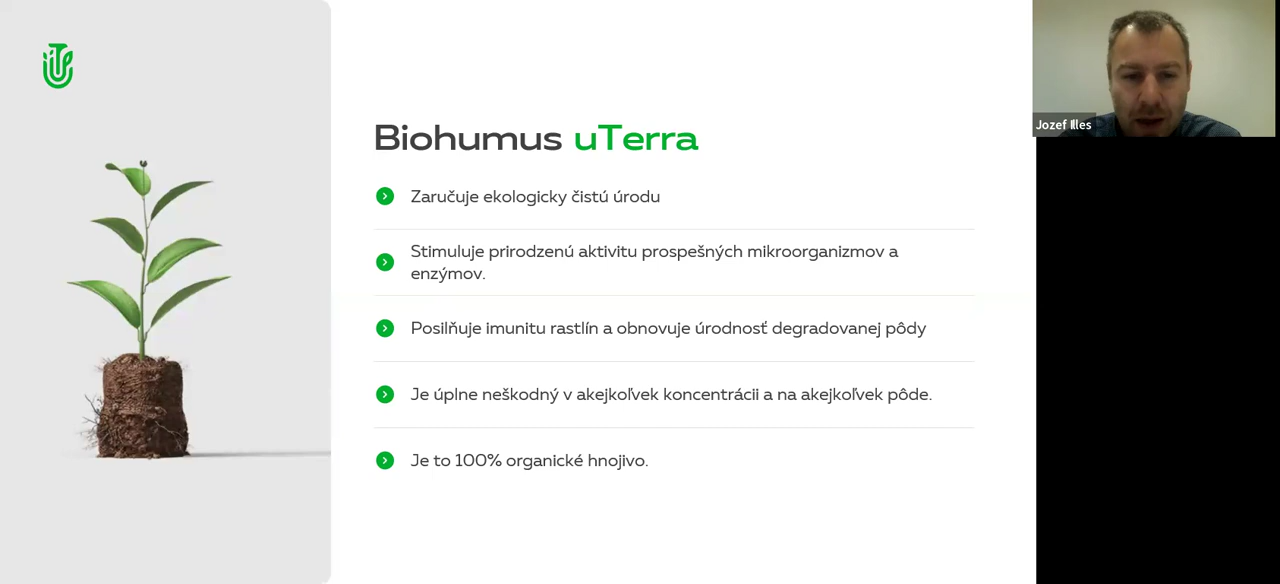 Biohumus uTerra
Zaručuje ekologicky čistú úrodu
Stimuluje prirodzenú aktivitu prospešných mikroorganizmov a
enzýmov.
Posilňuje imunitu rastlín a obnovuje úrodnosť degradovanej pôdy
Je úplne neškodný v akejkoľvek koncentrácii a na akejkoľvek pôde.
Je to 100% organické hnojivo.
Jozef Illes